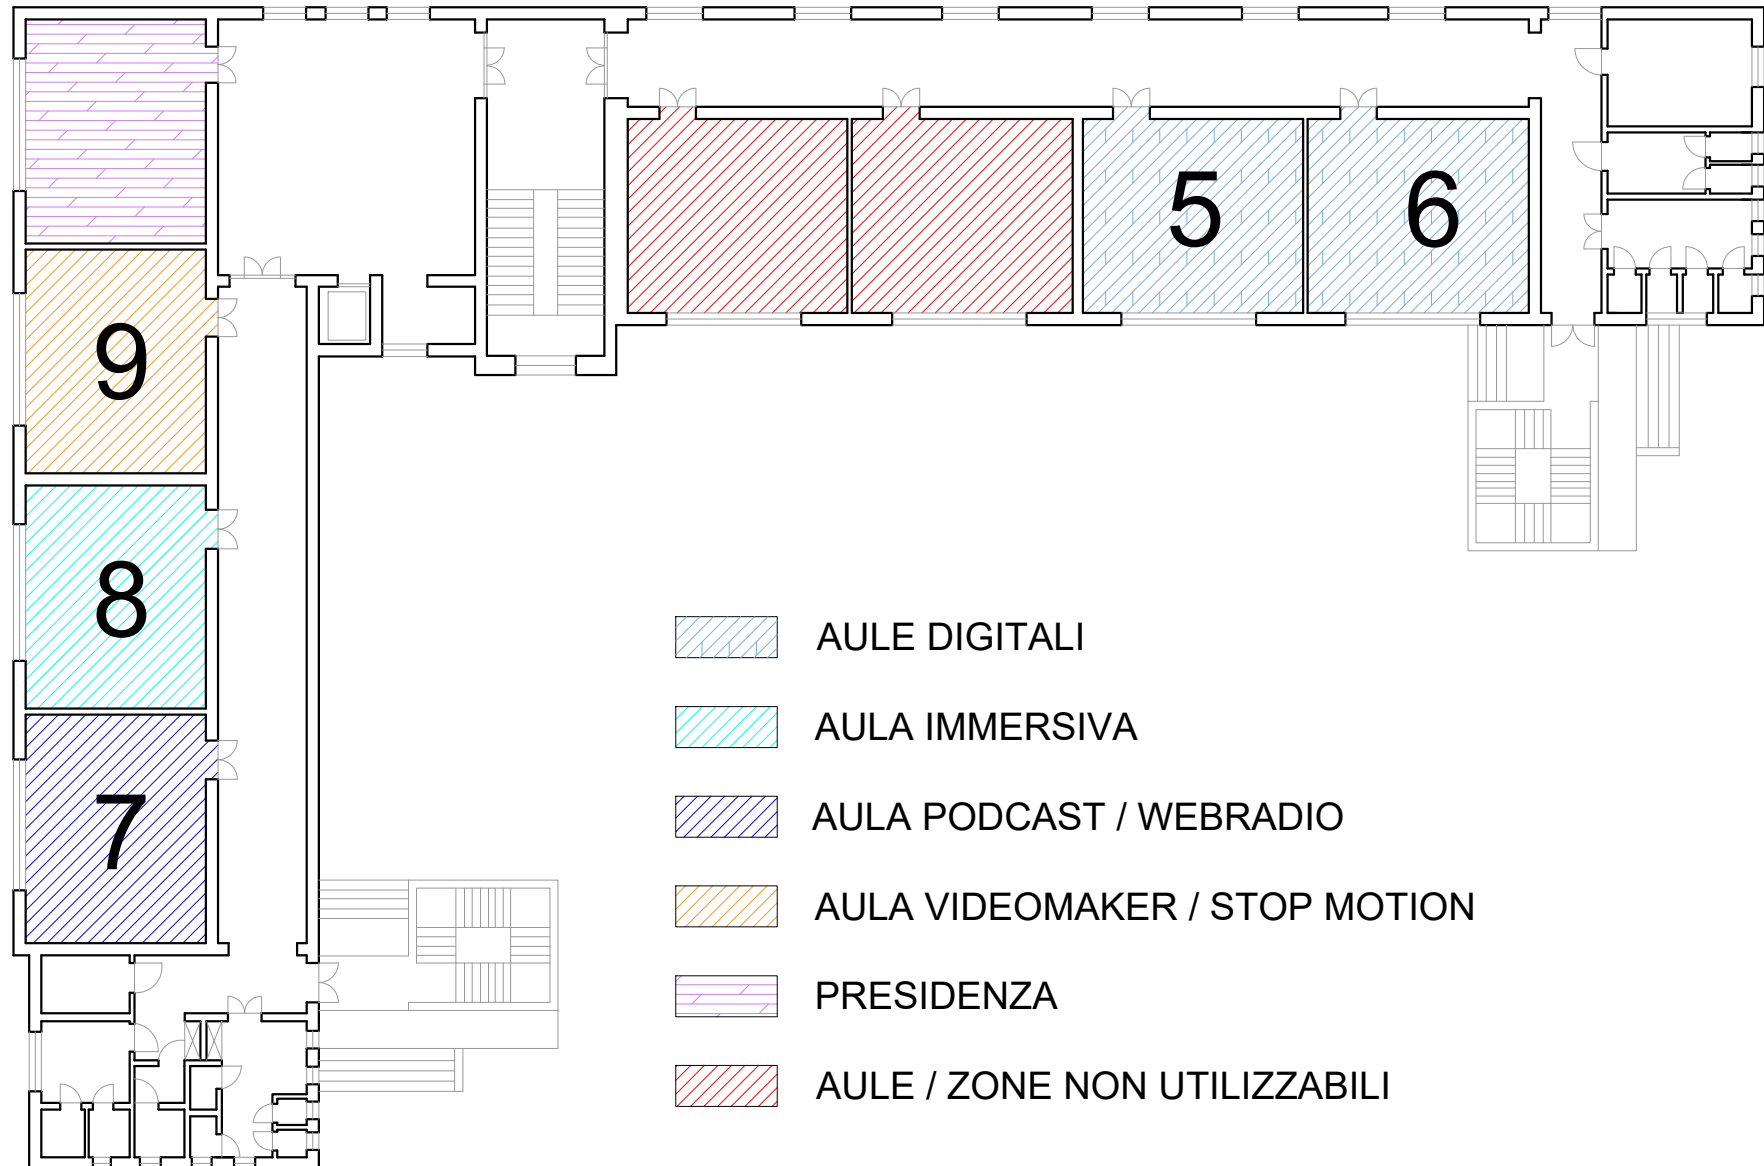 5
6
9
8
7
AULE DIGITALI
AULA IMMERSIVA
AULA PODCAST / WEBRADIO
AULA VIDEOMAKER / STOP MOTION
PRESIDENZA
AULE / ZONE NON UTILIZZABILI